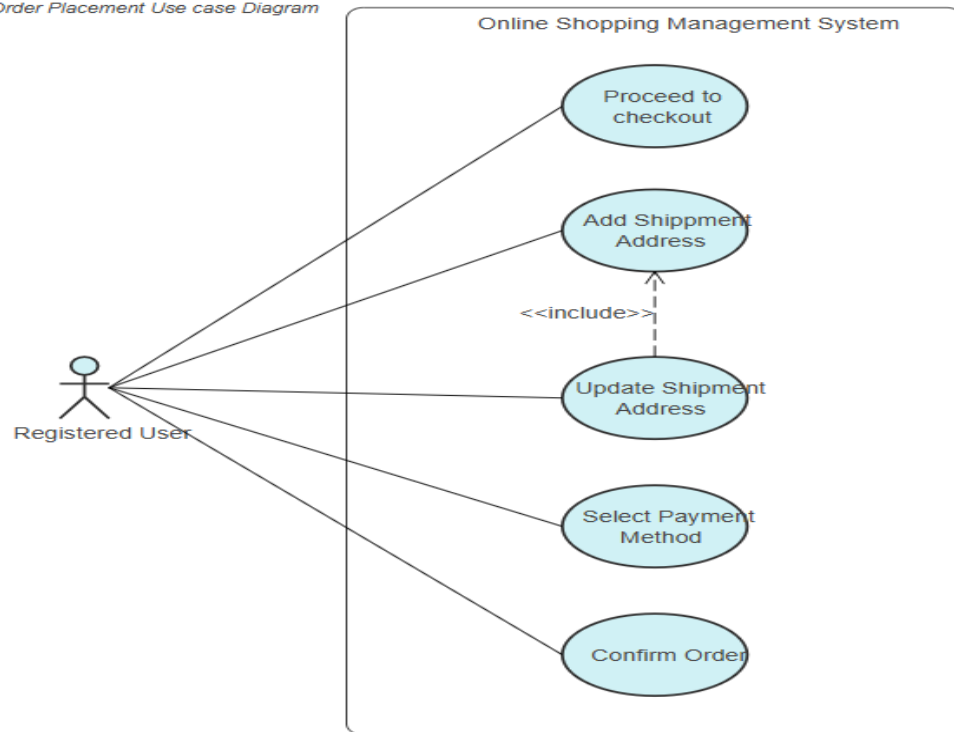 Order Placement Use case Diagram
Online Shopping Management System
Proceed to
checkout
Add Shippment
Address
<<include>>
Update Shipment
Address
Registered User
Select Payment
Method
Confirm Order